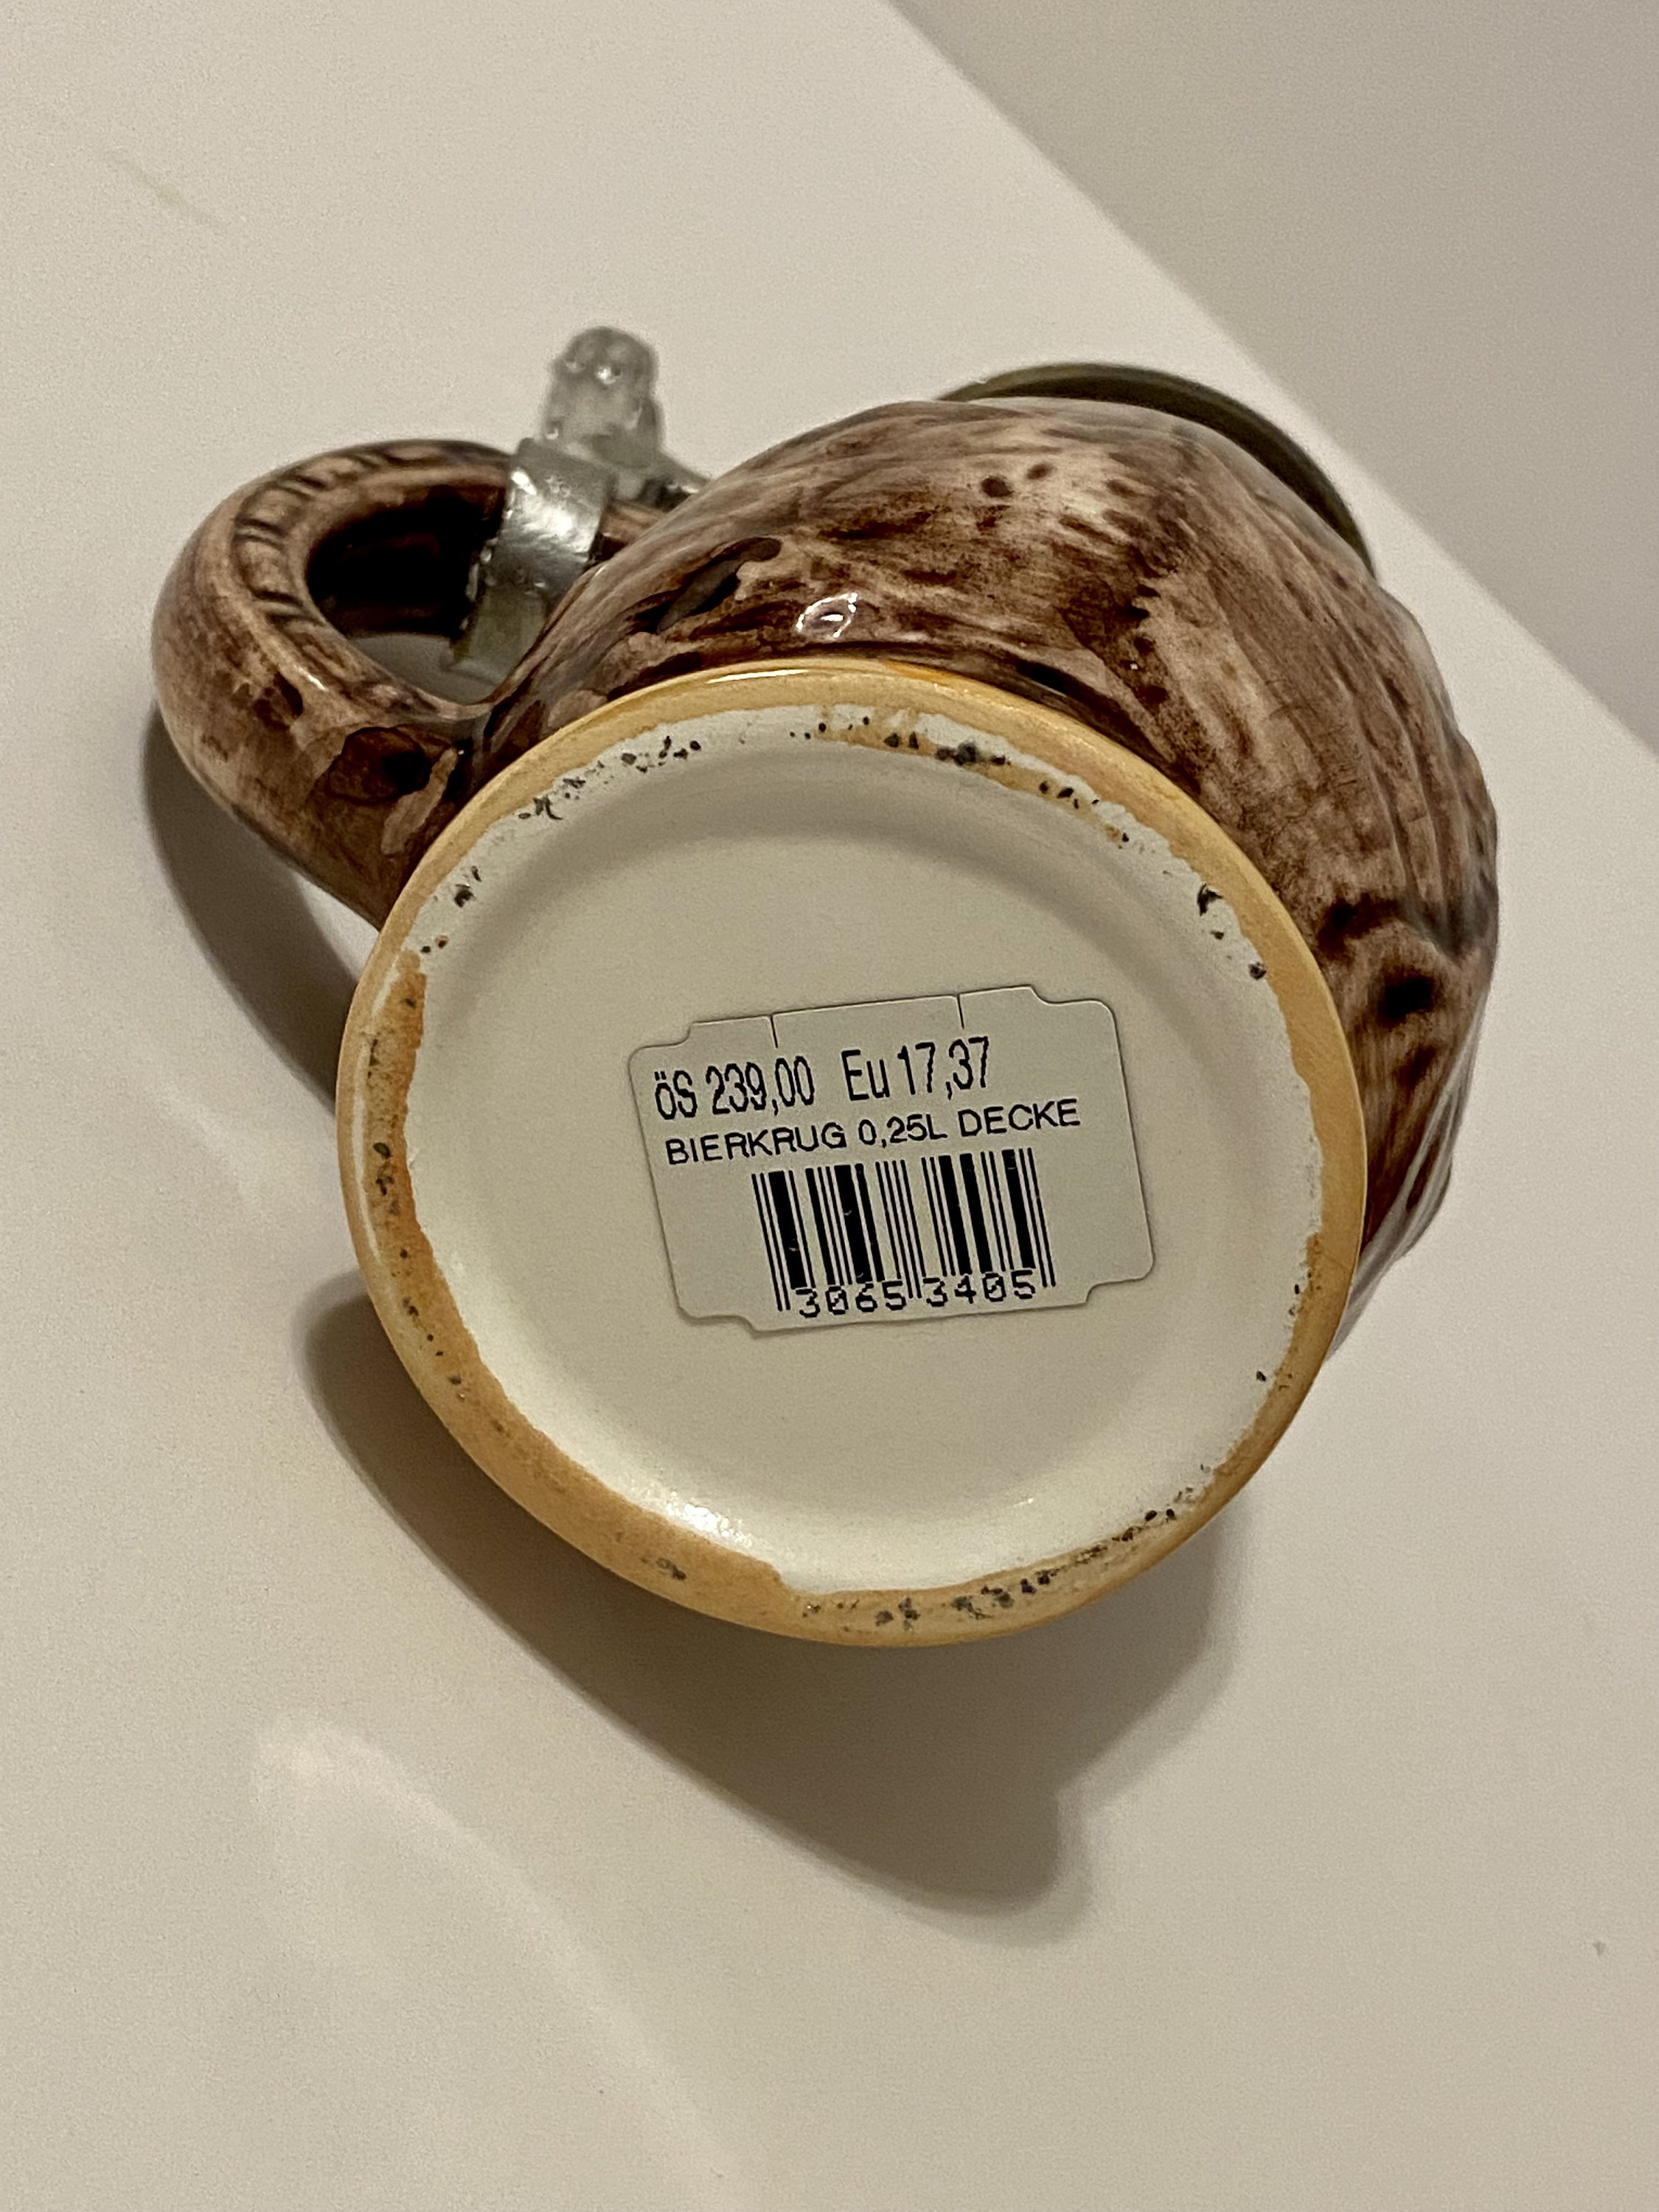 öS 239,00 Eu 17,37
BIERKRUG 0,25L DECKE
3065 3405